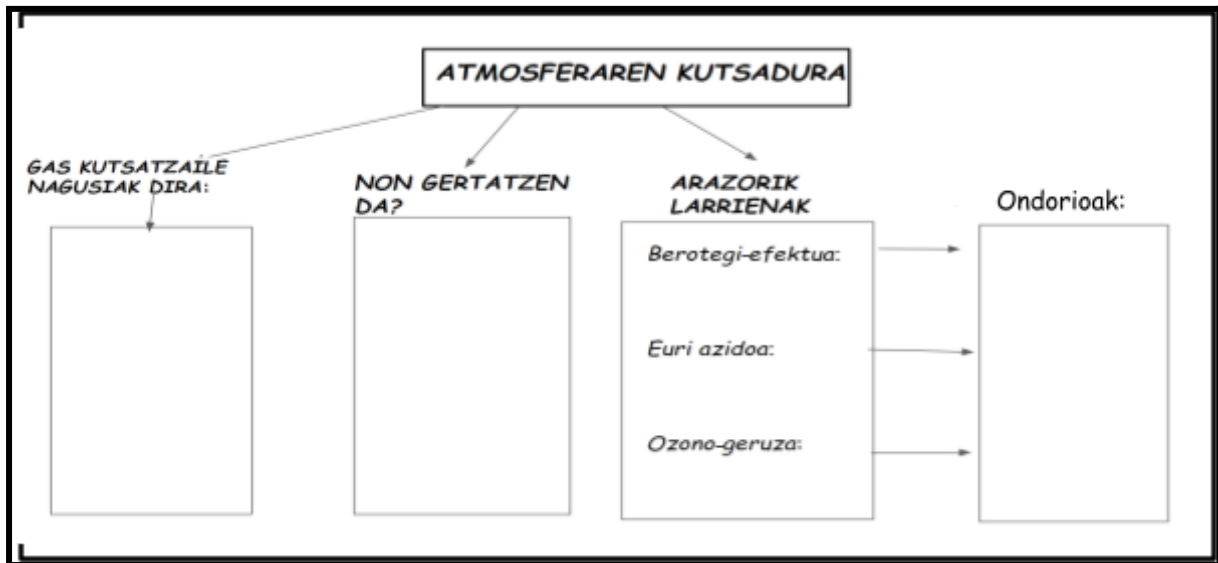 ATMOSFERAREN KUTSADURA
GAS KUTSATZAILE
NAGUSIAK DIRA:
NON GERTATZEN
DA?
ARAZORIK
LARRIENAK
Ondorioak:
Berotegi-efektua:
Euri azidoa:
Ozono-geruza: